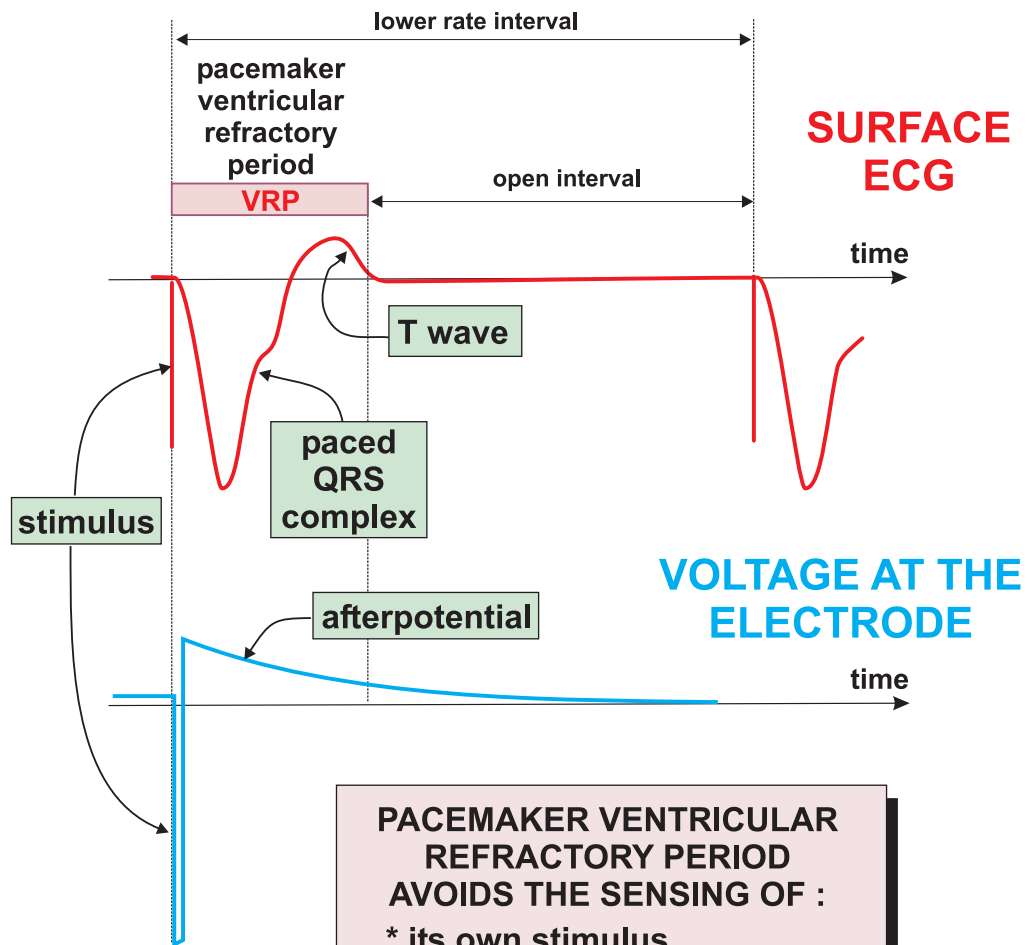 lower rate interval
pacemaker
ventricular
refractory
period
VRP
open interval
SURFACE
ECG
time
T wave
paced
QRS
complex
stimulus
VOLTAGE AT THE
ELECTRODE
afterpotential
time
PACEMAKER VENTRICULAR
REFRACTORY PERIOD
AVOIDS THE SENSING OF :
* its own stimulus